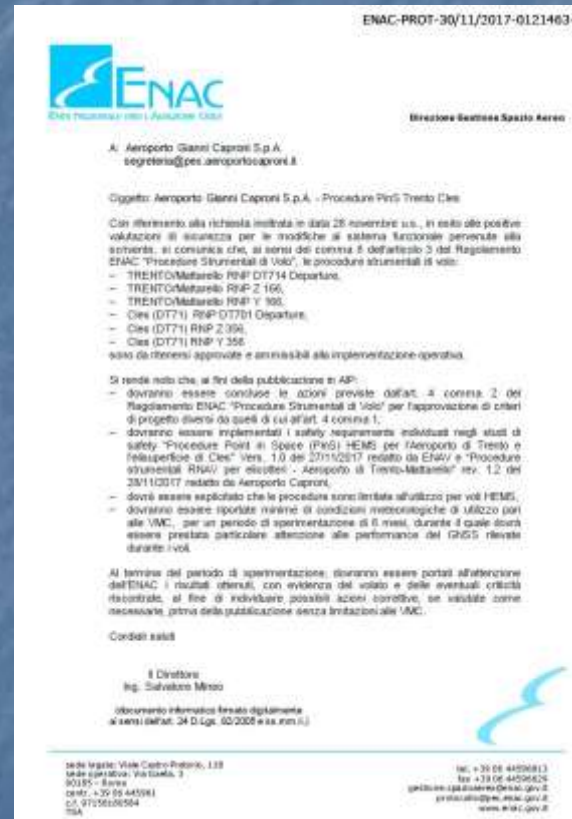 ENAC-PROT-30/11/2017-0121463-
ENAC
Direzione Gestione Spazio Aereo
A: Aeroporto Gianni Caproni S.p.A.
segreteria@pec.aeroportocaproni.it
Oggetto: Aeroporto Gianni Caproni S.p.A. - Procedure PinS Trento Cles
Con riferimento alla richiesta inoltrata in data 28 novembre u.s., in esito alle positive
valutazioni di sicurezza per le modifiche al sistema funzionale pervenute alla
scrivente, si comunica che, ai sensi del comma 8 dell'articolo 3 del Regolamento
ENAC "Procedure Strumentali di Volo", le procedure strumentali di volo:
– TRENTO/Mattarello RNP DT714 Departure,
– TRENTO/Mattarello RNP Z 166,
– TRENTO/Mattarello RNP Y 166,
– Cles (DT71) RNP DT701 Departure,
– Cles (DT71) RNP Z 356,
– Cles (DT71) RNP Y 356
sono da ritenersi approvate e ammissibili alla implementazione operativa.
Si rende noto che, ai fini della pubblicazione in AIP:
– dovranno essere concluse le azioni previste dall'art. 4 comma 2 del
Regolamento ENAC "Procedure Strumentali di Volo" per l'approvazione di criteri
di progetto diversi da quelli di cui all'art. 4 comma 1,
– dovranno essere implementati i safety requirements individuati negli studi di
safety "Procedure Point in Space (PinS) HEMS per l'Aeroporto di Trento e
l'elisuperficie di Cles" Vers. 1.0 del 27/11/2017 redatto da ENAV e "Procedure
strumentali RNAV per elicotteri - Aeroporto di Trento-Mattarello" rev. 1.2 del
28/11/2017 redatto da Aeroporto Caproni,
– dovrà essere esplicitato che le procedure sono limitate all'utilizzo per voli HEMS,
– dovranno essere riportate minime di condizioni meteorologiche di utilizzo pari
alle VMC, per un periodo di sperimentazione di 6 mesi, durante il quale dovrà
essere prestata particolare attenzione alle performance del GNSS rilevate
durante i voli.
Al termine del periodo di sperimentazione, dovranno essere portati all'attenzione
dell'ENAC i risultati ottenuti, con evidenza del volato e delle eventuali criticità
riscontrate, al fine di individuare possibili azioni correttive, se valutate come
necessarie, prima della pubblicazione senza limitazioni alle VMC.
Cordiali saluti
Il Direttore
Ing. Salvatore Mineo
(documento informatico firmato digitalmente
ai sensi dell'art. 24 D.Lgs. 82/2005 e ss.mm.ii.)
sede legale: Viale Castro Pretorio, 118
sede operativa: Via Gaeta, 3
00185 – Roma
centr. +39 06 445961
c.f. 97158180584
tel. +39 06 44596913
fax +39 06 44596829
protocollo@pec.enac.gov.it
www.enac.gov.it